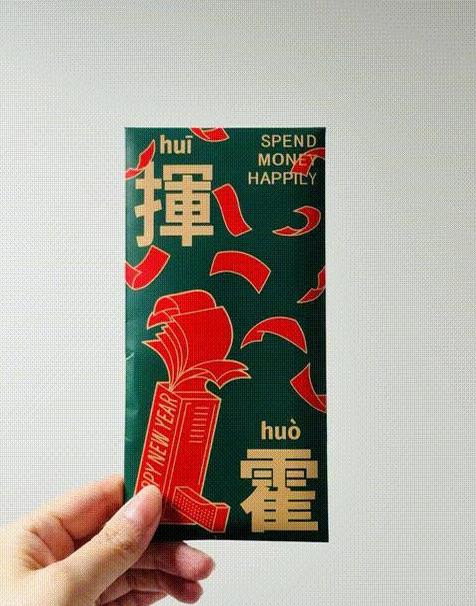 huī
揮
SPEND
MONEY
HAPPILY
PPY NEW YEAR
huò
霍